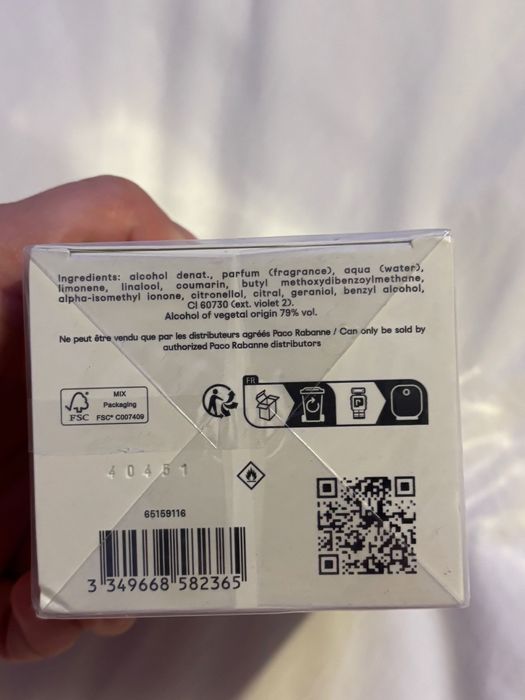 Ingredients: alcohol denat., parfum (fragrance), aqua (water),
limonene, linalool, coumarin, butyl methoxydibenzoylmethane,
alpha-isomethyl ionone, citronellol, citral, geraniol, benzyl alcohol,
CI 60730 (ext. violet 2).
Alcohol of vegetal origin 79% vol.
Ne peut être vendu que par les distributeurs agréés Paco Rabanne / Can only be sold by
authorized Paco Rabanne distributors
FSC
MIX
Packaging
FSC® C007409
FR
40451
65159116
3 349668 582365